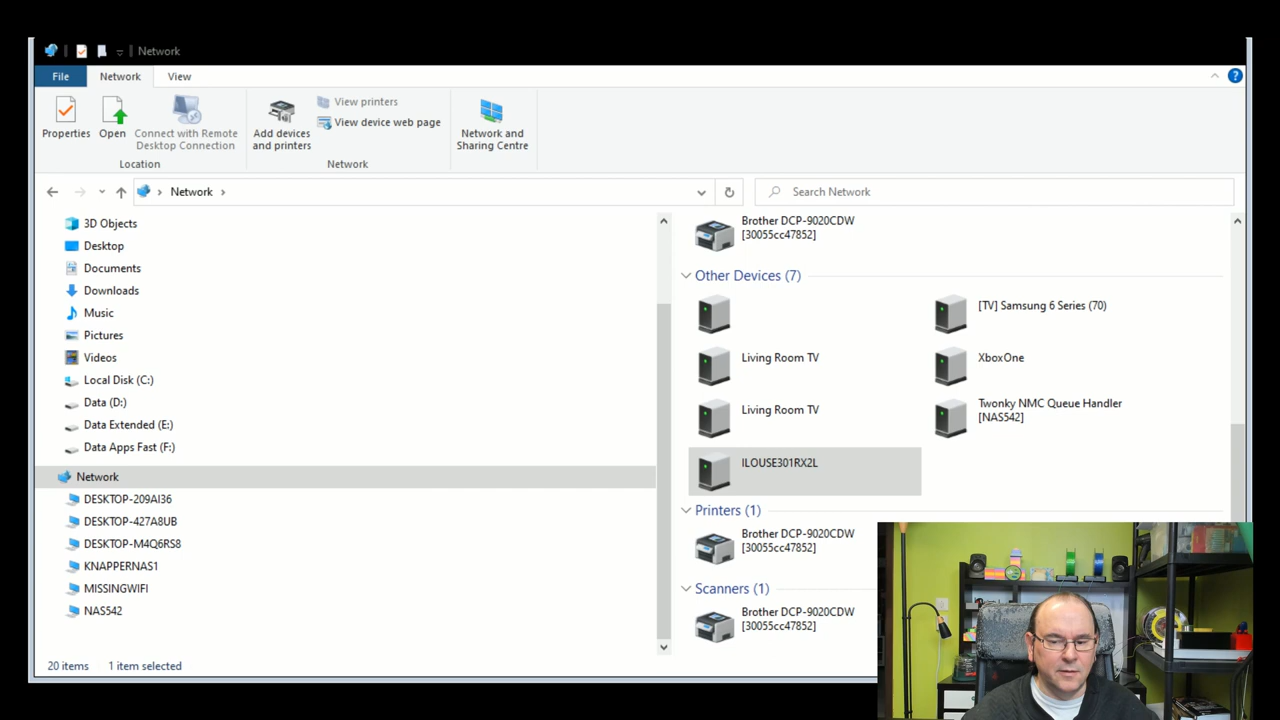 Network
File
Network
View
Properties
Open
Connect with Remote
Desktop Connection
Location
Add devices
and printers
View printers
View device web page
Network
Network and
Sharing Centre
Network
Search Network
3D Objects
Desktop
Documents
Downloads
Music
Pictures
Videos
Local Disk (C:)
Data (D:)
Data Extended (E:)
Data Apps Fast (F:)
Network
DESKTOP-209AI36
DESKTOP-427A8UB
DESKTOP-M4Q6RS8
KNAPPERNAS1
MISSINGWIFI
NAS542
Brother DCP-9020CDW
[30055cc47852]
Other Devices (7)
[TV] Samsung 6 Series (70)
Living Room TV
XboxOne
Living Room TV
Twonky NMC Queue Handler
[NAS542]
ILOUSE301RX2L
Printers (1)
Brother DCP-9020CDW
[30055cc47852]
Scanners (1)
Brother DCP-9020CDW
[30055cc47852]
20 items
1 item selected